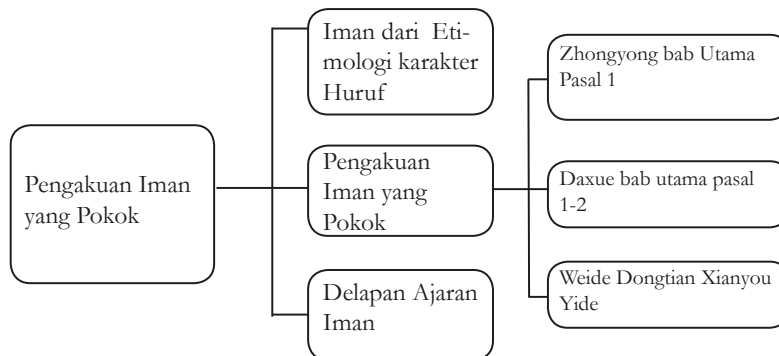 Pengakuan Iman
yang Pokok
Iman dari Eti-
mologi karakter
Huruf
Pengakuan
Iman yang
Pokok
Delapan Ajaran
Iman
Zhongyong bab Utama
Pasal 1
Daxue bab utama pasal
1-2
Weide Dongtian Xianyou
Yide